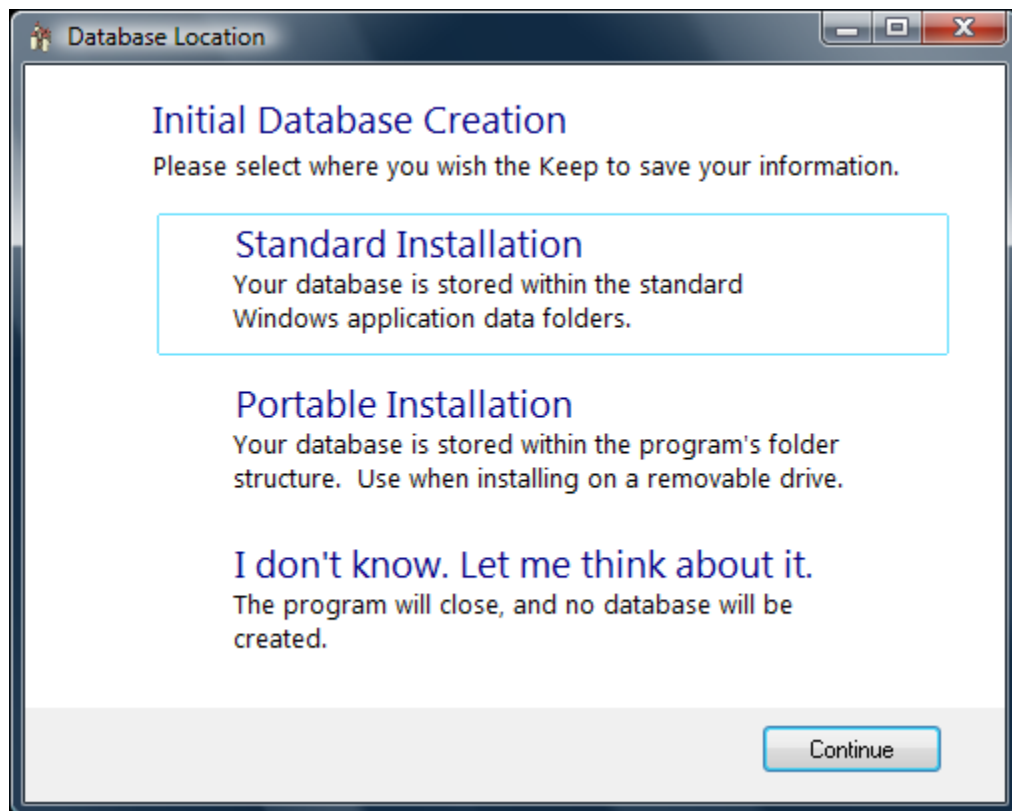 Database Location
Initial Database Creation
Please select where you wish the Keep to save your information.
Standard Installation
Your database is stored within the standard
Windows application data folders.
Portable Installation
Your database is stored within the program's folder
structure.  Use when installing on a removable drive.
I don't know. Let me think about it.
The program will close, and no database will be
created.
Continue